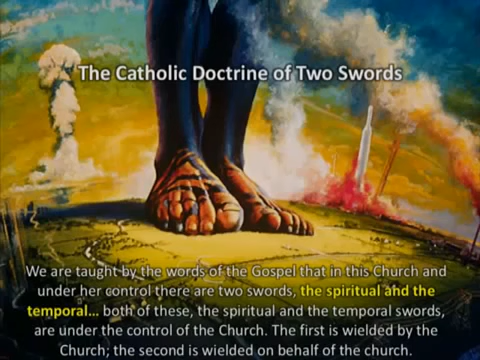 The Catholic Doctrine of Two Swords
We are taught by the words of the Gospel that in this Church and
under her control there are two swords, the spiritual and the
temporal... both of these, the spiritual and the temporal swords,
are under the control of the Church. The first is wielded by the
Church; the second is wielded on behalf of the church.